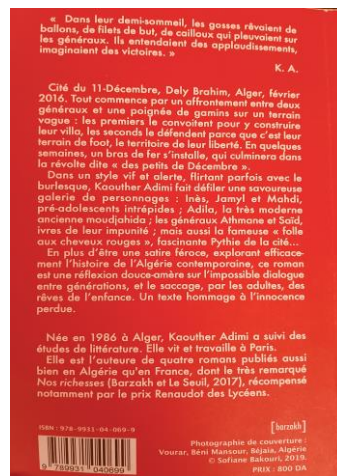 « Dans leur demi-sommeil, les gosses rêvaient de
ballons, de filets de but, de cailloux qui pleuvaient sur
les généraux. Ils entendaient des applaudissements,
imaginaient des victoires. »
K. A.
Cité du 11-Décembre, Dely Brahim, Alger, février
2016. Tout commence par un affrontement entre deux
généraux et une poignée de gamins sur un terrain
vague : les premiers le convoitent pour y construire
leur villa, les seconds le défendent parce que c'est leur
terrain de foot, le territoire de leur liberté. En quelques
semaines, un bras de fer s'installe, qui culminera dans
la révolte dite « des petits de Décembre ».
Dans un style vif et alerte, flirtant parfois avec le
burlesque, Kaouther Adimi fait défiler une savoureuse
galerie de personnages : Inès, Jamyl et Mahdi,
pré-adolescents intrépides ; Adila, la très moderne
ancienne moudjahida ; les généraux Athmane et Saïd,
ivres de leur impunité ; mais aussi la fameuse « folle
aux cheveux rouges », fascinante Pythie de la cité...
En plus d'être une satire féroce, explorant efficace-
ment l'histoire de l'Algérie contemporaine, ce roman
est une réflexion douce-amère sur l'impossible dialogue
entre générations, et le saccage, par les adultes, des
rêves de l'enfance. Un texte hommage à l'innocence
perdue.
Née en 1986 à Alger, Kaouther Adimi a suivi des
études de littérature. Elle vit et travaille à Paris.
Elle est l'auteure de quatre romans publiés aussi
bien en Algérie qu'en France, dont le très remarqué
Nos richesses (Barzakh et Le Seuil, 2017), récompensé
notamment par le prix Renaudot des Lycéens.
[barzakh]
ISBN : 978-9931-04-069-9
9 789931 040699
Photographie de couverture :
Vourar, Béni Mansour, Béjaia, Algérie
© Sofiane Bakouri, 2019.
PRIX : 800 DA